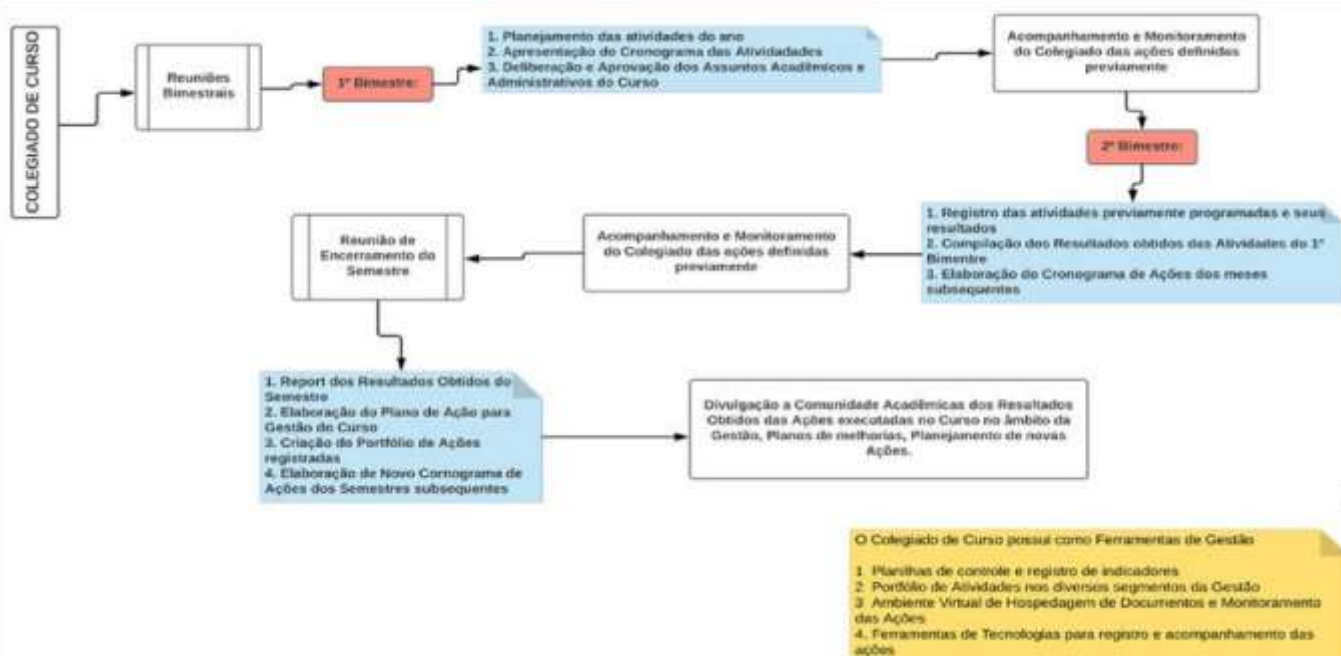 COLEGIADO DE CURSO
Reuniões
Bimestrais
1º Bimestre:
1. Planejamento das atividades do ano
2. Apresentação do Cronograma das Atividadades
3. Deliberação e Aprovação dos Assuntos Acadêmicos e
Administrativos do Curso
Acompanhamento e Monitoramento
do Colegiado das ações definidas
previamente
2º Bimestre:
1. Registro das atividades previamente programadas e seus
resultados
2. Compilação dos Resultados obtidos das Atividades do 1º
Bimentre
3. Elaboração do Cronograma de Ações dos meses
subsequentes
Acompanhamento e Monitoramento
do Colegiado das ações definidas
previamente
Reunião de
Encerramento do
Semestre
1. Report dos Resultados Obtidos do
Semestre
2. Elaboração do Plano de Ação para
Gestão do Curso
3. Criação do Portfólio de Ações
registradas
4. Elaboração de Novo Cornograma de
Ações dos Semestres subsequentes
Divulgação a Comunidade Acadêmicas dos Resultados
Obtidos das Ações executadas no Curso no âmbito da
Gestão, Planos de melhorias, Planejamento de novas
Ações.
O Colegiado de Curso possui como Ferramentas de Gestão
1 Planilhas de controle e registro de indicadores
2 Portfólio de Atividades nos diversos segmentos da Gestão
3 Ambiente Virtual de Hospedagem de Documentos e Monitoramento
das Ações
4. Ferramentas de Tecnologias para registro e acompanhamento das
ações